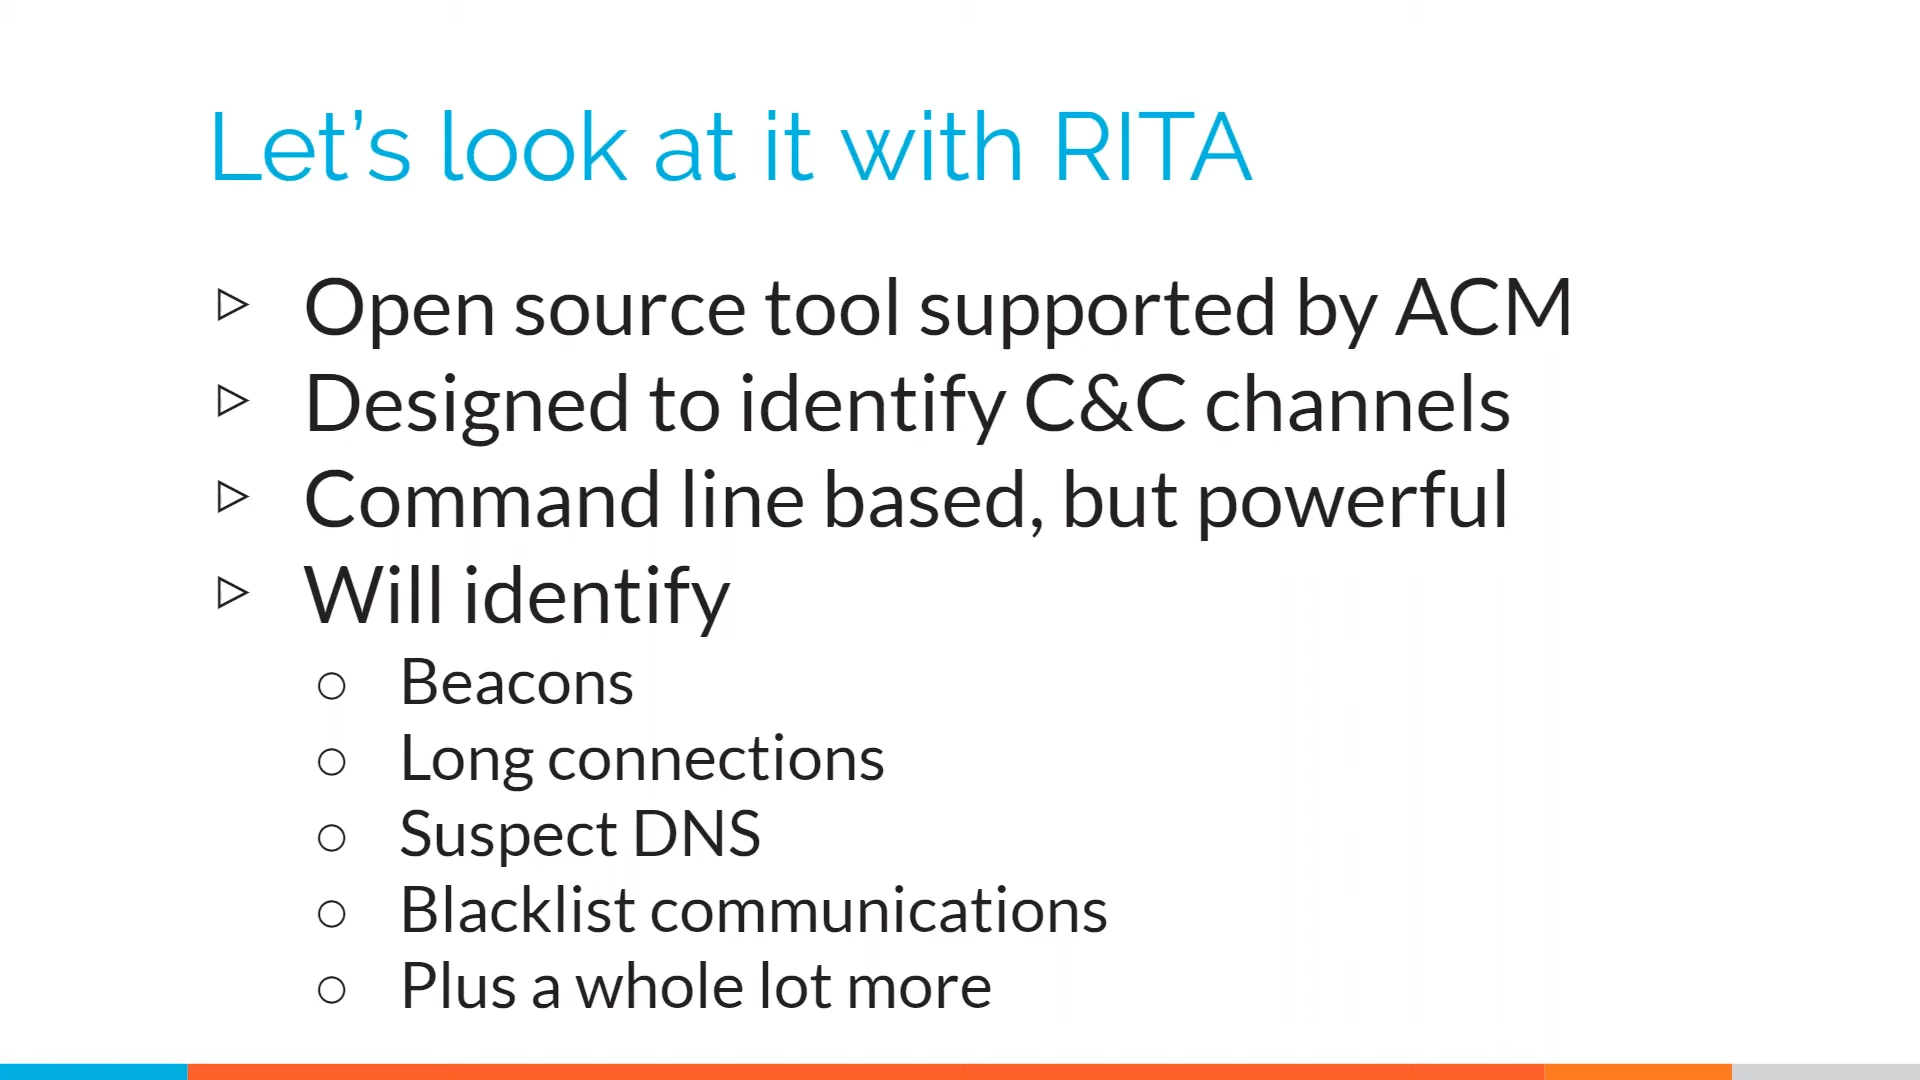 Let’s look at it with RITA
Open source tool supported by ACM
Designed to identify C&C channels
Command line based, but powerful
Will identify
Beacons
Long connections
Suspect DNS
Blacklist communications
Plus a whole lot more